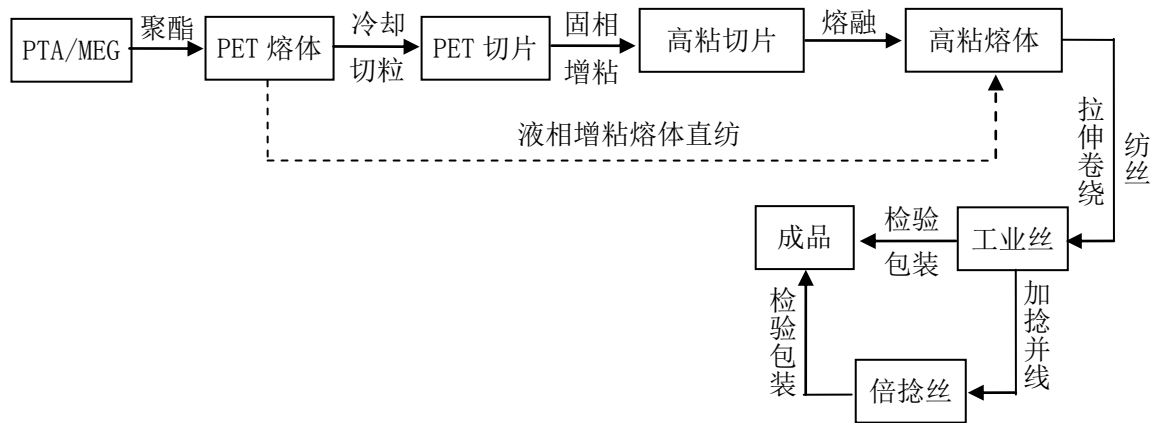 聚酯
冷却
固相
熔融
PTA/MEG
PET 熔体
PET 切片
高粘切片
高粘熔体
切粒
增粘
液相增粘熔体直纺
拉伸卷绕
纺丝
成品
检验
包装
工业丝
检验包装
加捻并线
倍捻丝